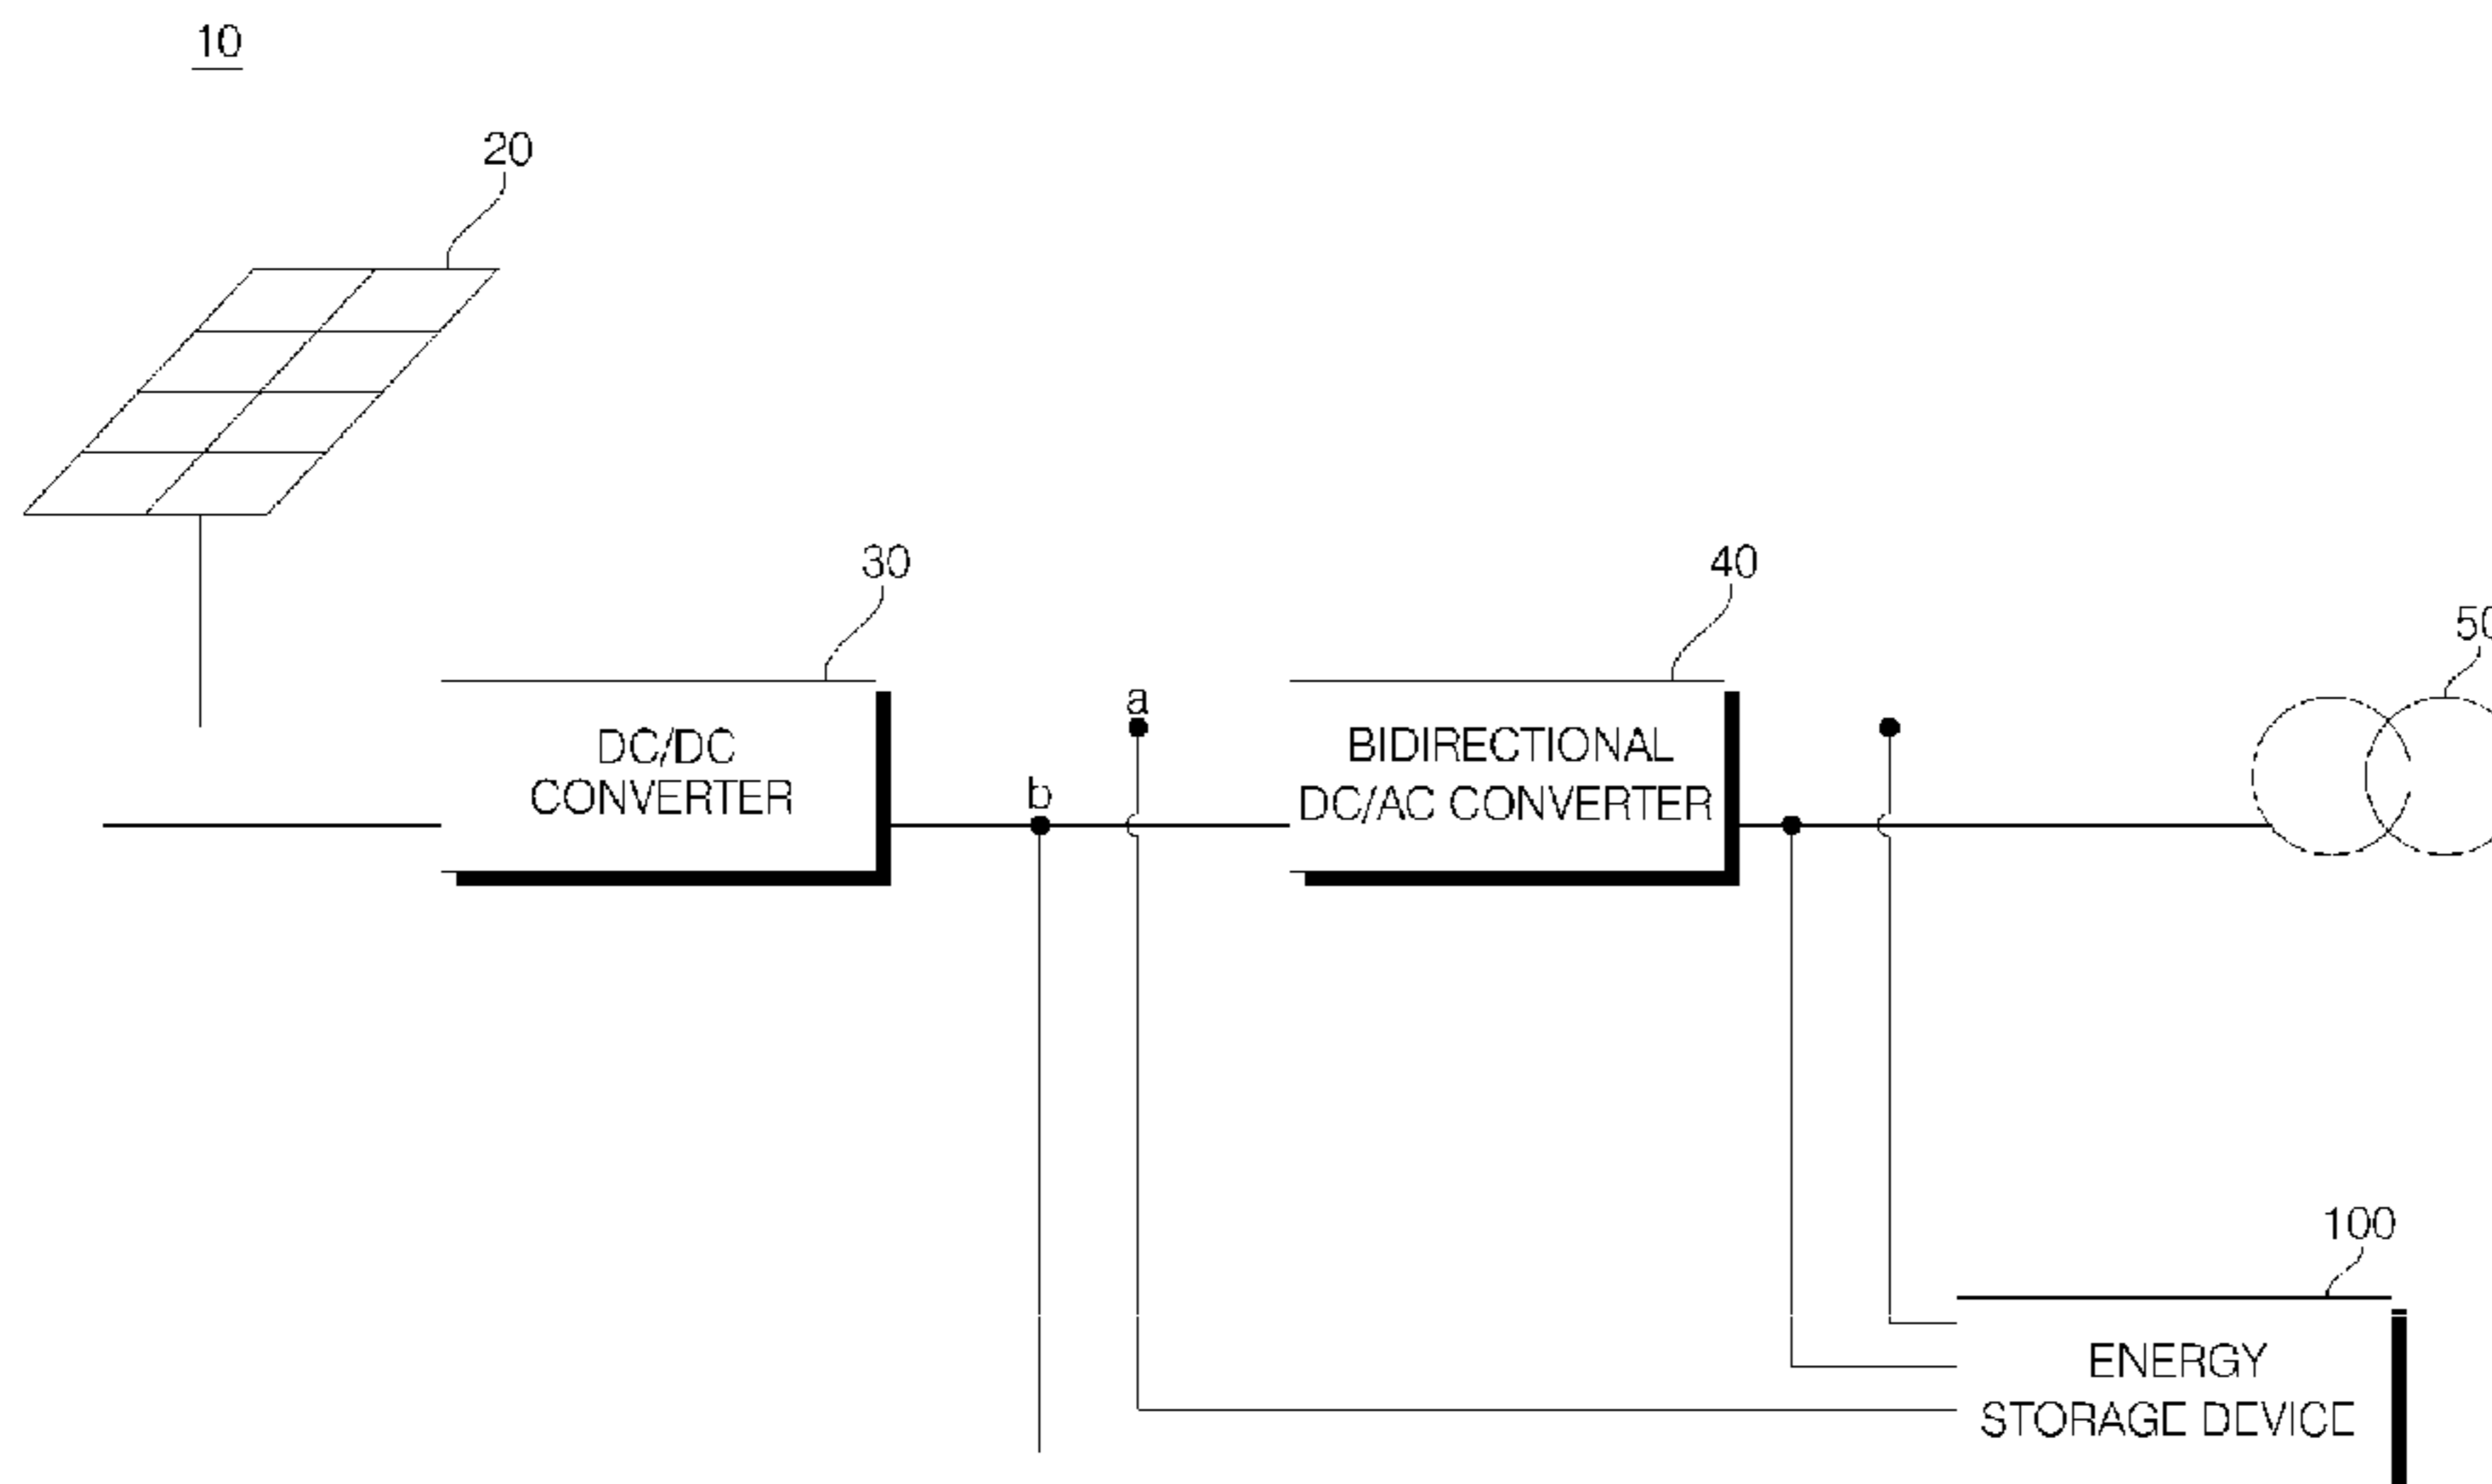 10
20
30
40
50
a
DC/DC
CONVERTER
b
BIDIRECTIONAL
DC/AC CONVERTER
100
ENERGY
STORAGE DEVICE